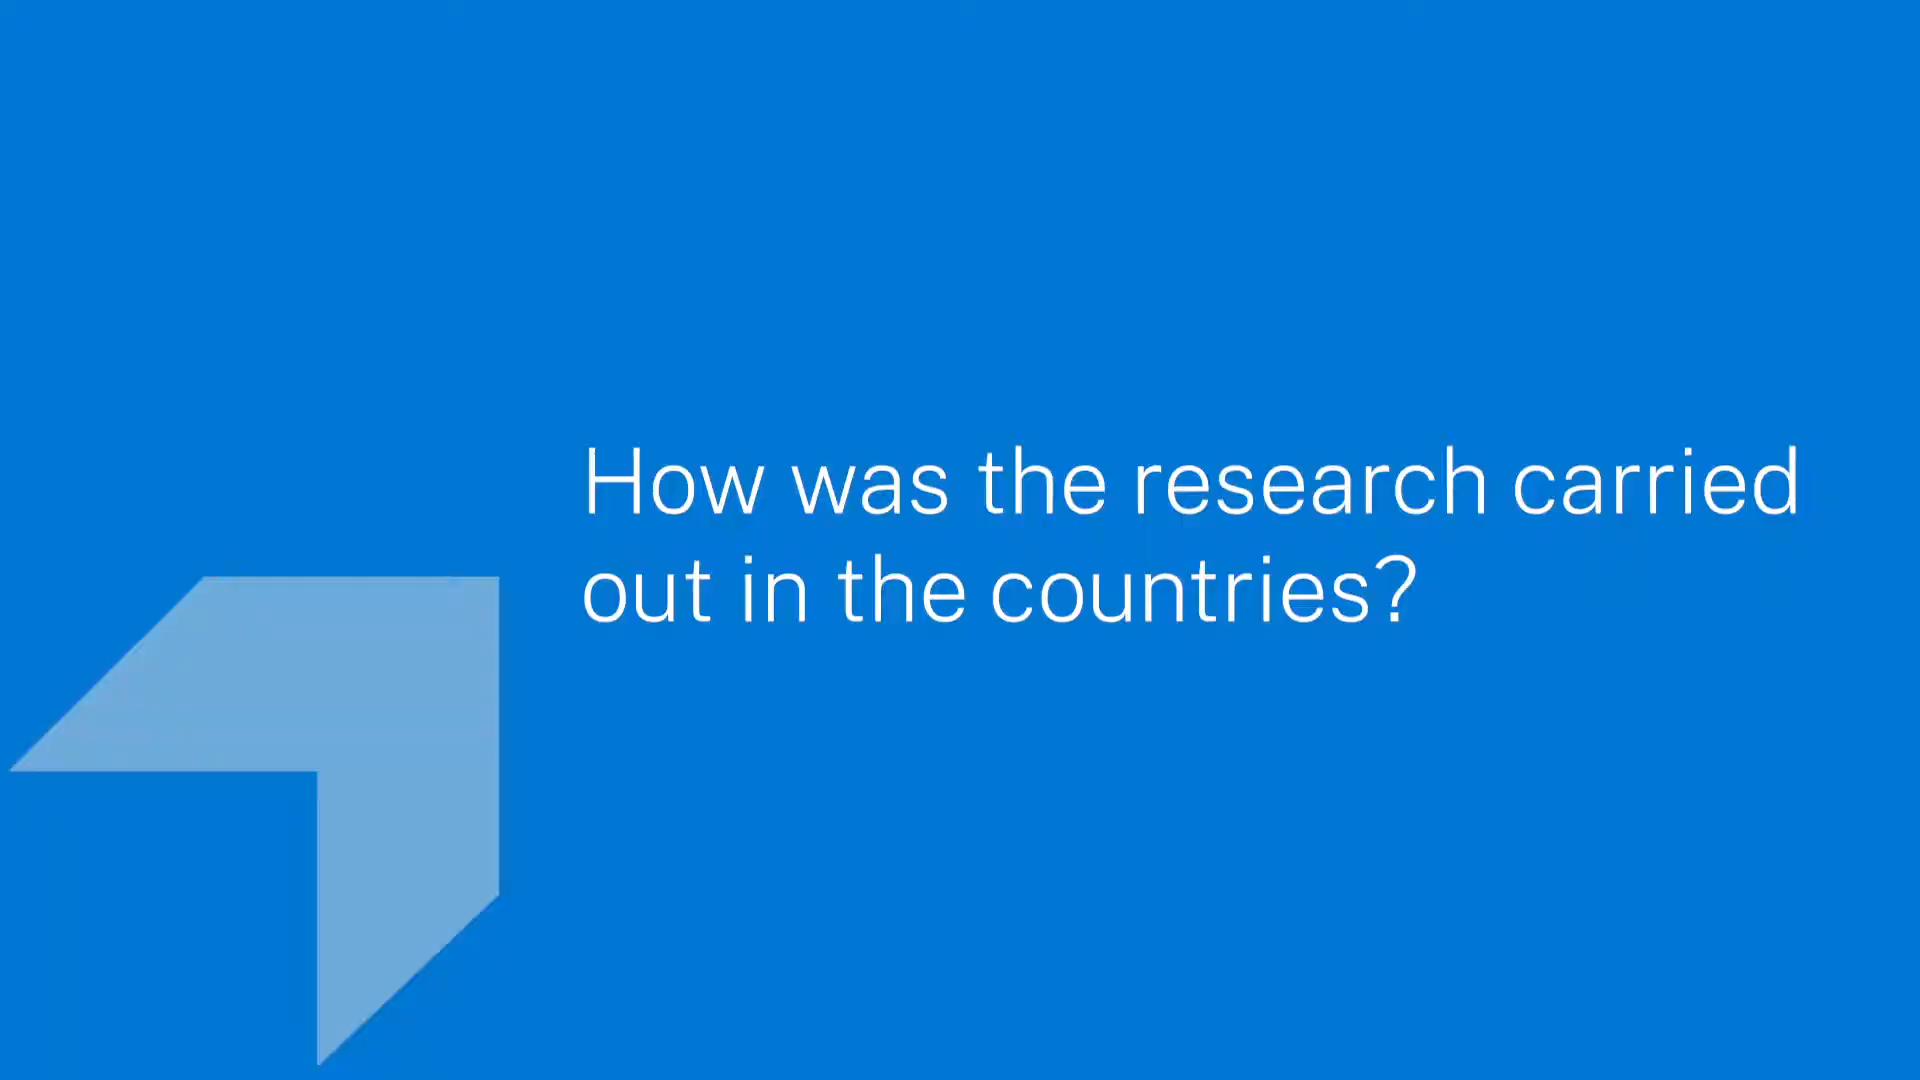 How was the research carried
out in the countries?